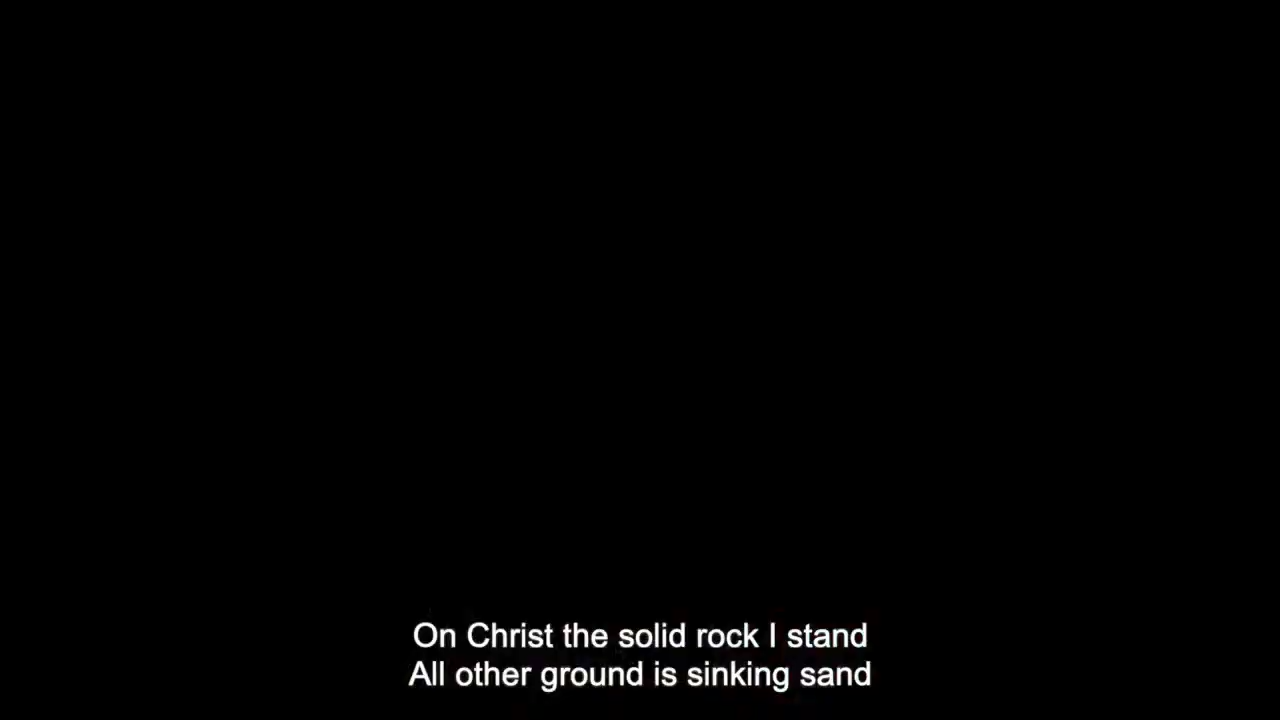 On Christ the solid rock I stand
All other ground is sinking sand